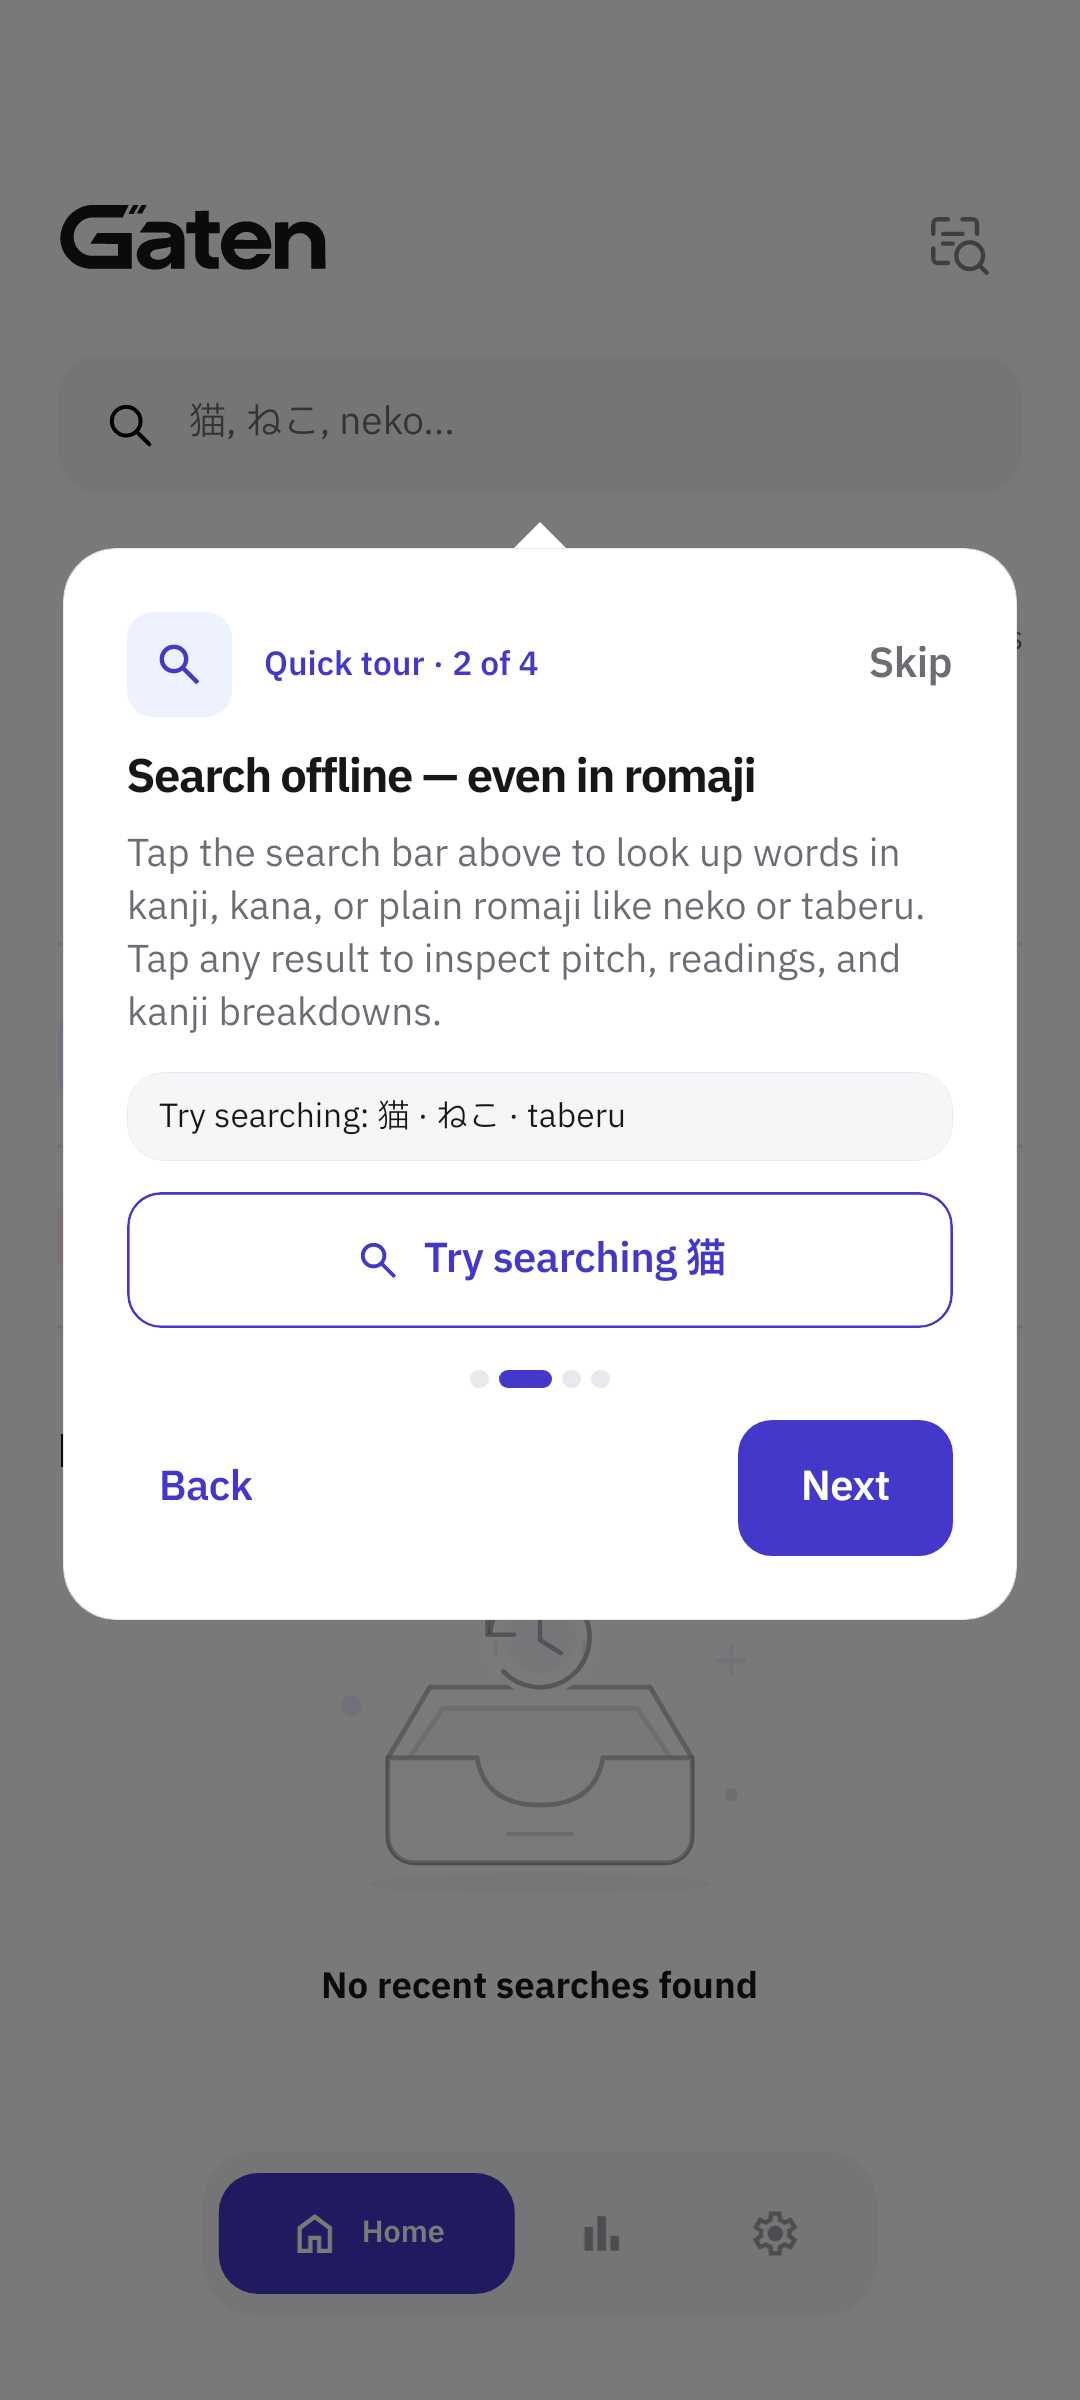 Gaten
猫, ねこ, neko...
Quick tour · 2 of 4
Skip
Search offline — even in romaji
Tap the search bar above to look up words in
kanji, kana, or plain romaji like neko or taberu.
Tap any result to inspect pitch, readings, and
kanji breakdowns.
Try searching: 猫 · ねこ · taberu
Try searching 猫
Back
Next
No recent searches found
Home